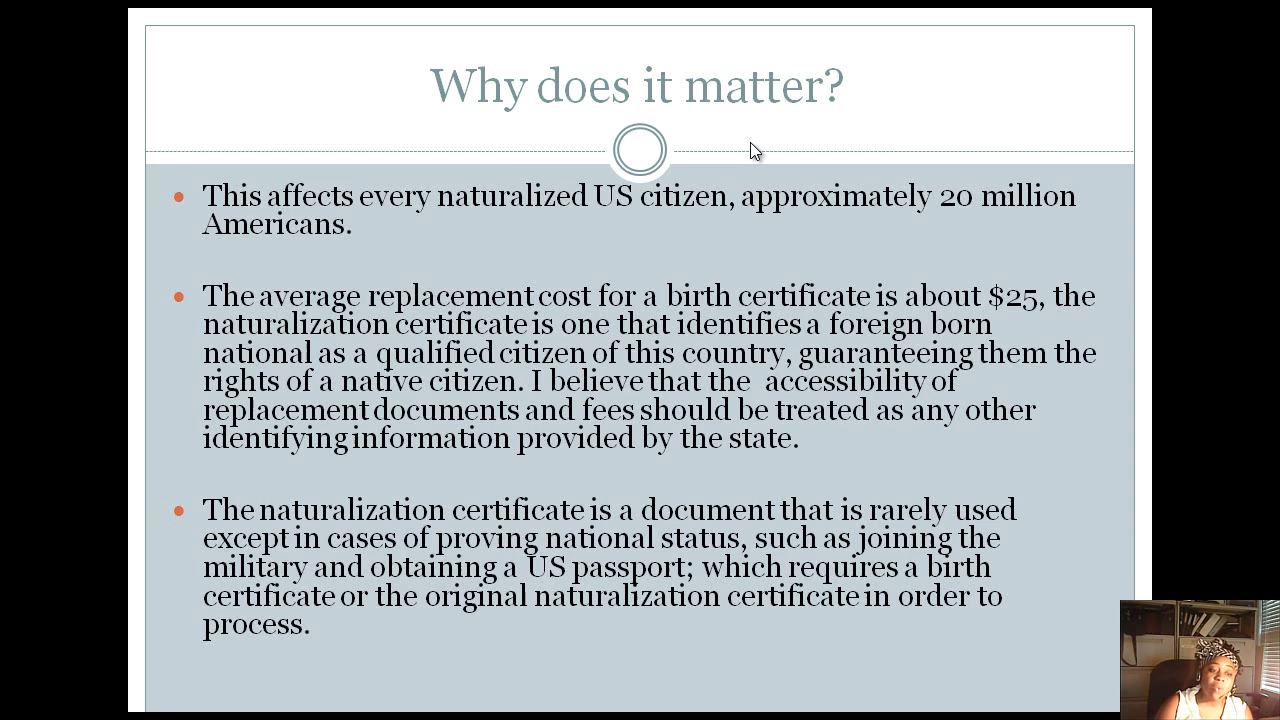 Why does it matter?
This affects every naturalized US citizen, approximately 20 million
Americans.
The average replacement cost for a birth certificate is about $25, the
naturalization certificate is one that identifies a foreign born
national as a qualified citizen of this country, guaranteeing them the
rights of a native citizen. I believe that the  accessibility of
replacement documents and fees should be treated as any other
identifying information provided by the state.
The naturalization certificate is a document that is rarely used
except in cases of proving national status, such as joining the
military and obtaining a US passport; which requires a birth
certificate or the original naturalization certificate in order to
process.